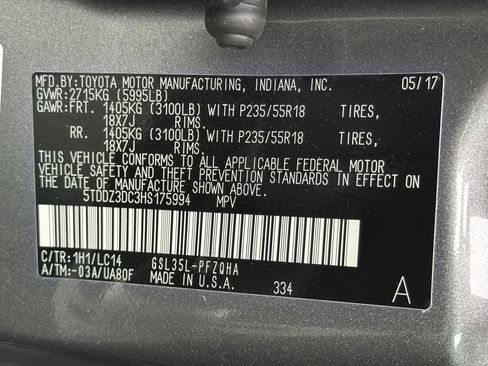 MFD.BY:TOYOTA MOTOR MANUFACTURING, INDIANA, INC. 05/17
GVWR:2715KG (5995LB)
GAWR:FRT. 1405KG (3100LB) WITH P235/55R18 TIRES,
18X7J RIMS.
RR. 1405KG (3100LB) WITH P235/55R18 TIRES,
18X7J RIMS.
THIS VEHICLE CONFORMS TO ALL APPLICABLE FEDERAL MOTOR
VEHICLE SAFETY AND THEFT PREVENTION STANDARDS IN EFFECT ON
THE DATE OF MANUFACTURE SHOWN ABOVE.
5TDDZ3DC3HS175994 MPV
C/TR: 1H1/LC14 GSL35L-PFZQHA
A/TM:-03A/UA80F MADE IN U.S.A. 334 A